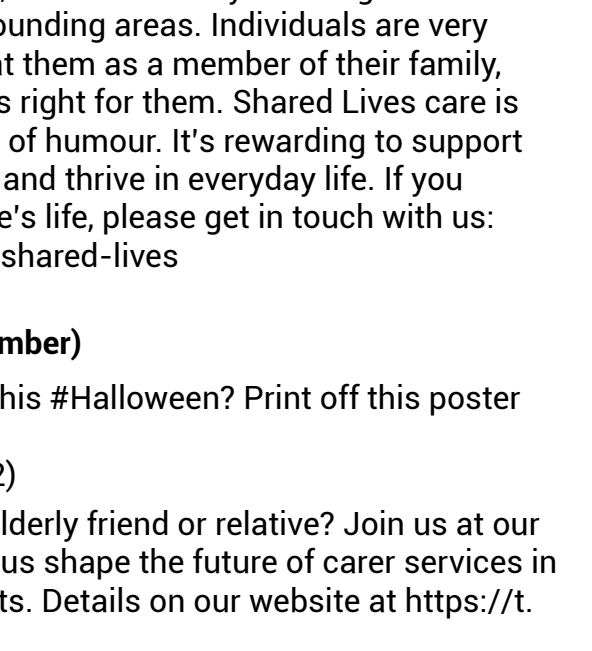 ounding areas. Individuals are very
t them as a member of their family,
s right for them. Shared Lives care is
of humour. It's rewarding to support
and thrive in everyday life. If you
e's life, please get in touch with us:
shared-lives
mber)
his #Halloween? Print off this poster
2)
lderly friend or relative? Join us at our
us shape the future of carer services in
ts. Details on our website at https://t.